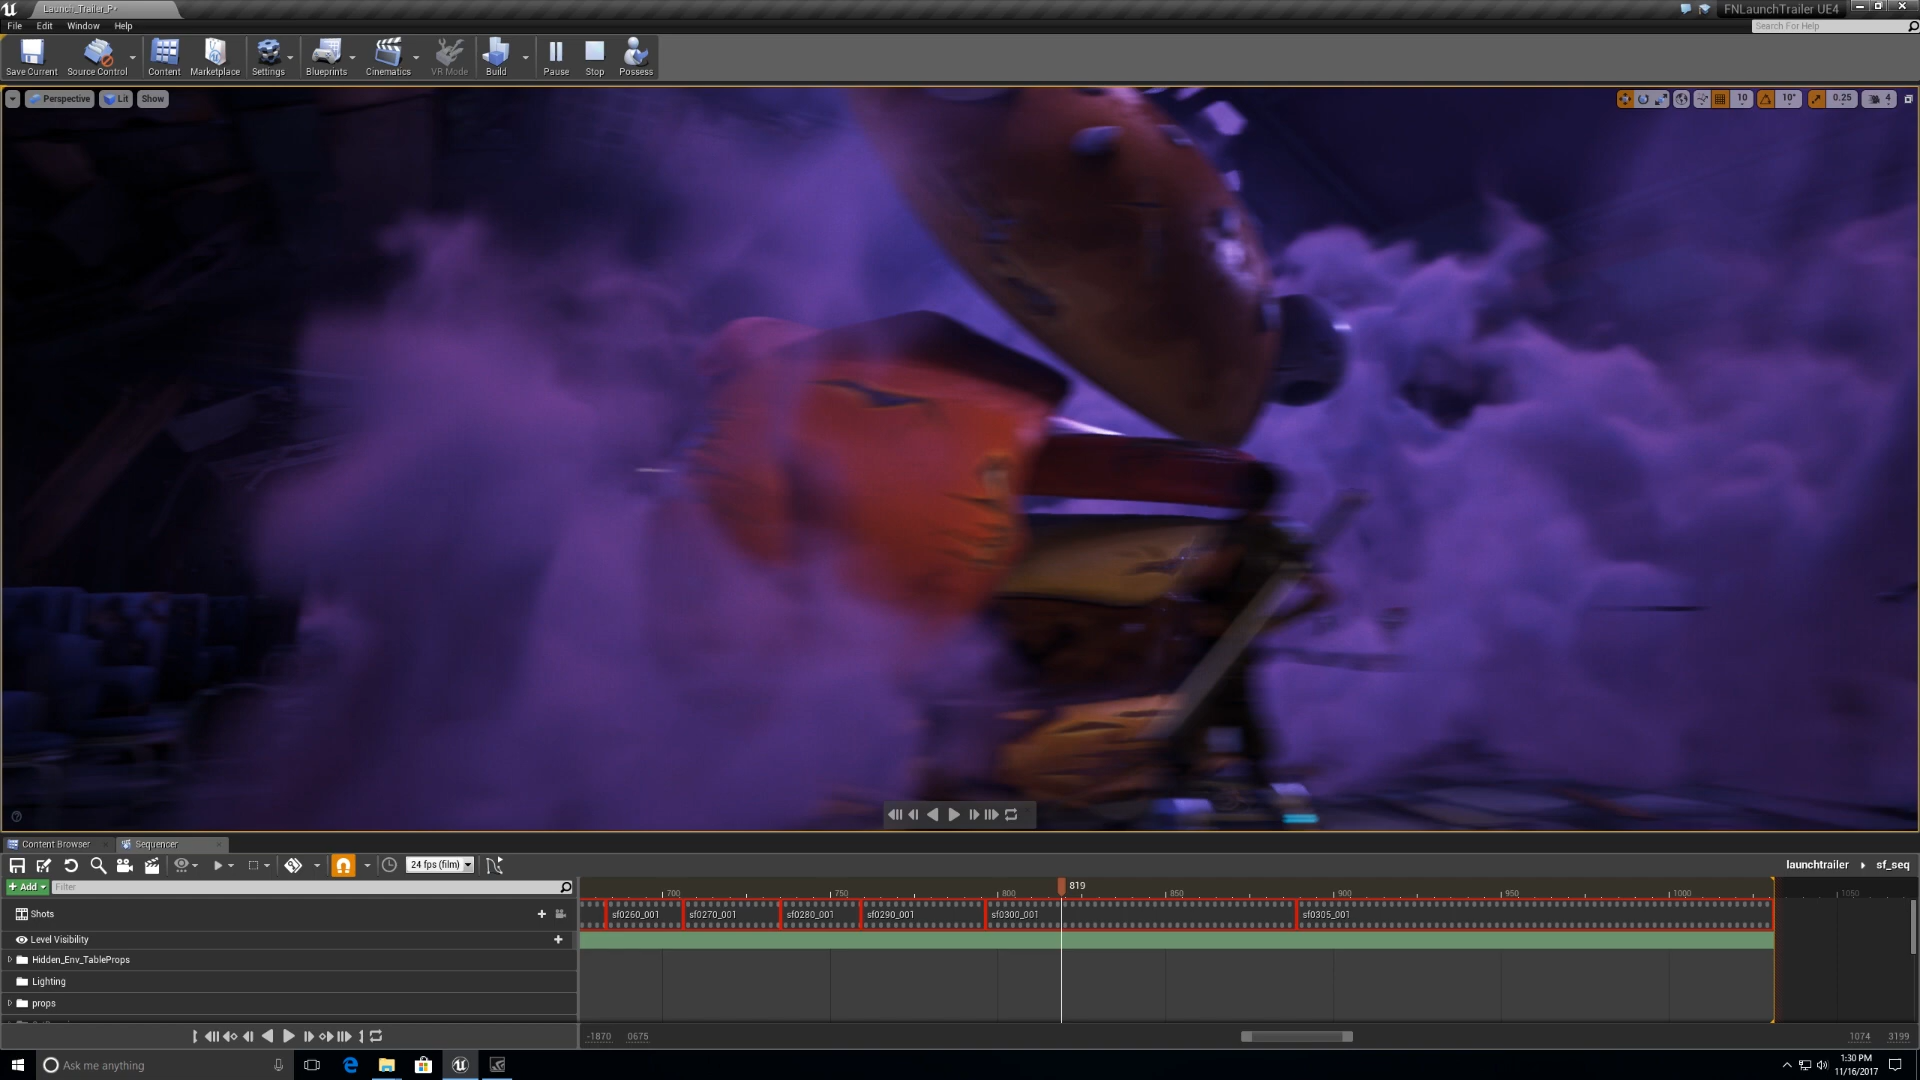 Launch_Trailer_P*
FNLaunchTrailer UE4
File Edit Window Help
Search For Help
Save Current Source Control Content Marketplace Settings Blueprints Cinematics VR Mode Build Pause Stop Possess
Perspective Lit Show
10 10° 0.25 4
Content Browser Sequencer
24 fps (film)
launchtrailer sf_seq
Add Filter
819
700 750 800 850 900 950 1000 1050
Shots
sf0260_001 sf0270_001 sf0280_001 sf0290_001 sf0300_001 sf0305_001
Level Visibility
Hidden_Env_TableProps
Lighting
props
-1870 0675 1074 3199
Ask me anything
1:30 PM
11/16/2017